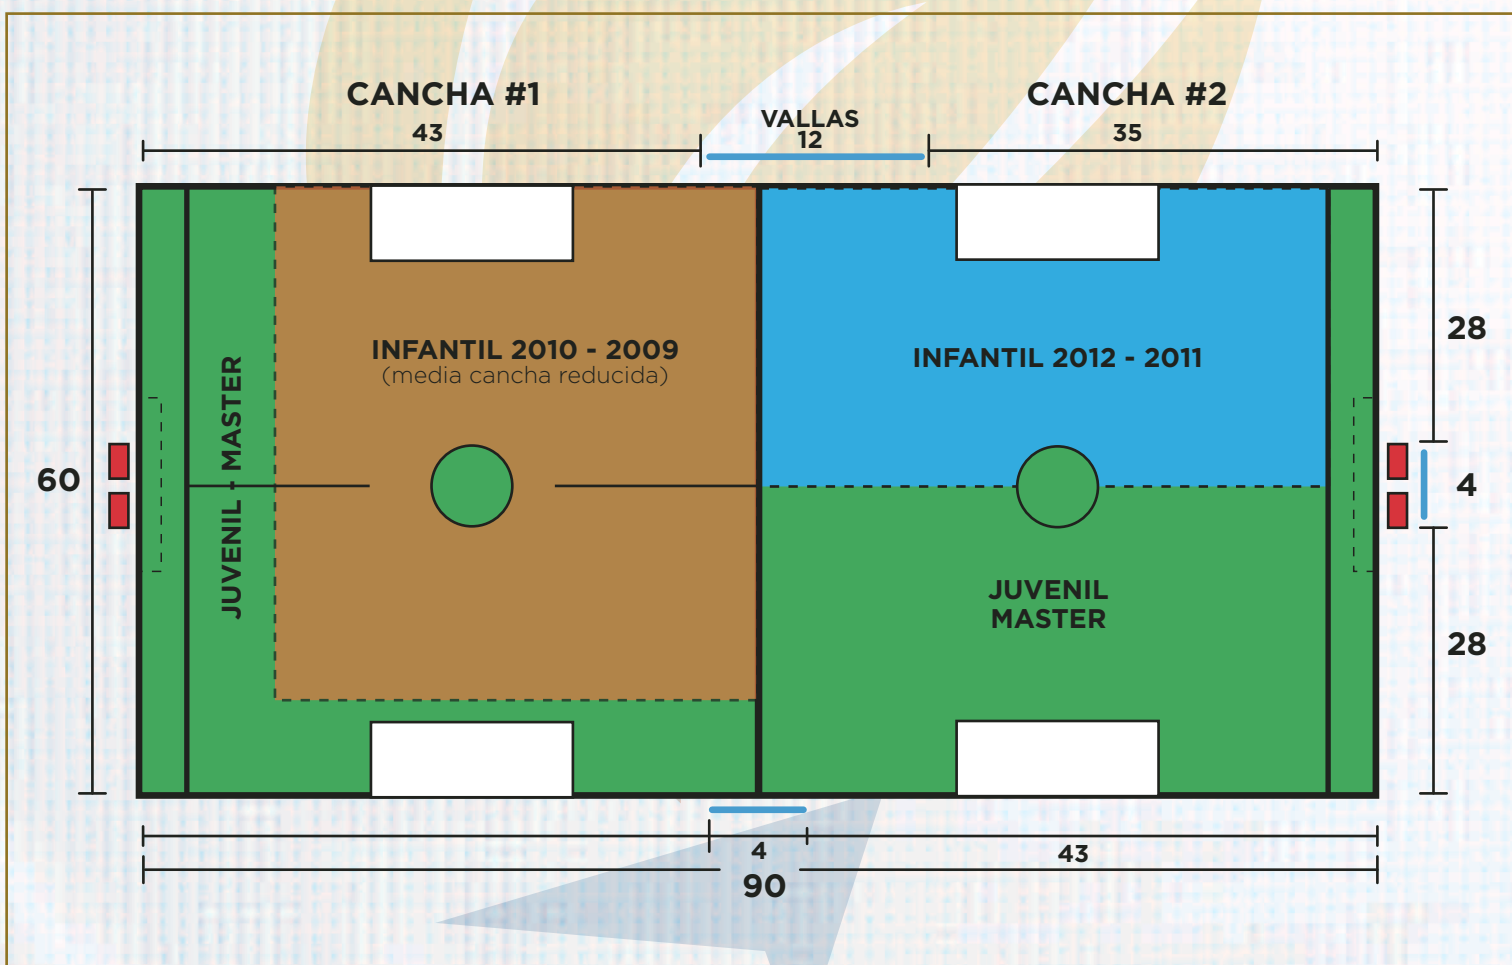 CANCHA #1
CANCHA #2
43
VALLAS
12
35
60
JUVENIL - MASTER
INFANTIL 2010 - 2009
(media cancha reducida)
INFANTIL 2012 - 2011
28
4
JUVENIL
MASTER
28
4
43
90